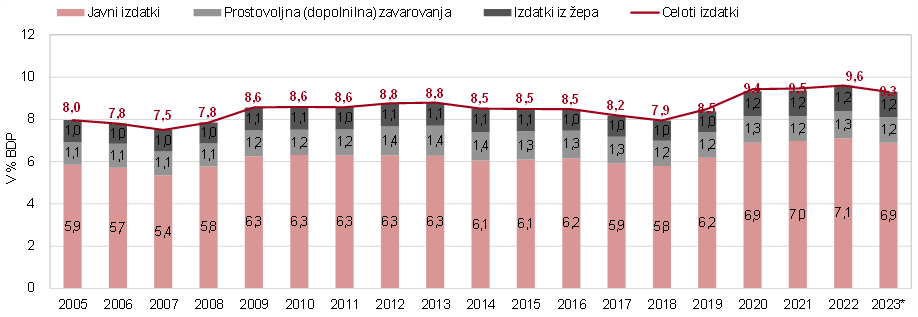 Javni izdatki Prostovoljna (dopolnilna) zavarovanja Izdatki iz žepa Celoti izdatki
V % BDP
12
10
8
6
4
2
0
8,0 7,8 7,5 7,8 8,6 8,6 8,6 8,8 8,8 8,5 8,5 8,5 8,2 7,9 8,5 9,4 9,5 9,6 9,3
1,0 1,0 1,0 1,0 1,1 1,1 1,1 1,1 1,1 1,1 1,1 1,0 1,0 1,0 1,0 1,2 1,2 1,2 1,2
1,1 1,1 1,1 1,1 1,2 1,2 1,2 1,4 1,4 1,4 1,3 1,3 1,3 1,2 1,2 1,3 1,2 1,3 1,2
5,9 5,7 5,4 5,8 6,3 6,3 6,3 6,3 6,3 6,1 6,1 6,2 5,9 5,8 6,2 6,9 7,0 7,1 6,9
2005 2006 2007 2008 2009 2010 2011 2012 2013 2014 2015 2016 2017 2018 2019 2020 2021 2022 2023*